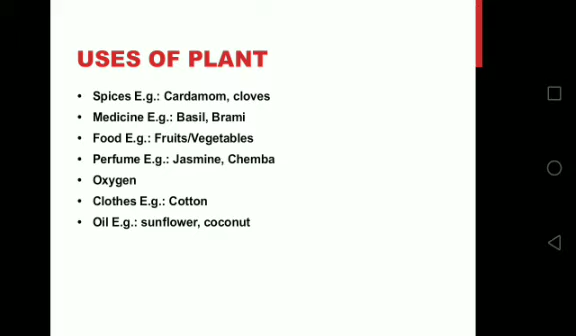 USES OF PLANT
• Spices E.g.: Cardamom, cloves
• Medicine E.g.: Basil, Brami
• Food E.g.: Fruits/Vegetables
• Perfume E.g.: Jasmine, Chemba
• Oxygen
• Clothes E.g.: Cotton
• Oil E.g.: sunflower, coconut